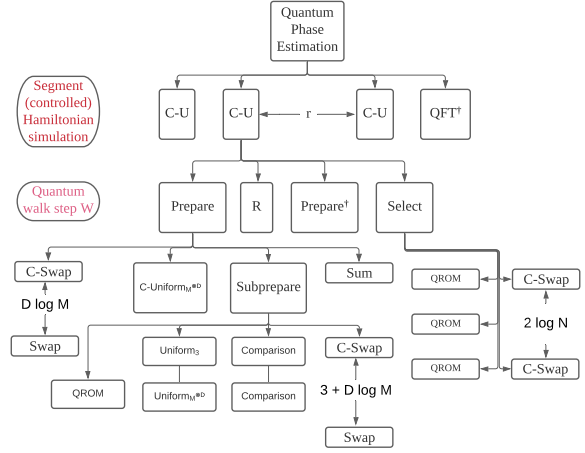 Quantum
Phase
Estimation
Segment
(controlled)
Hamiltonian
simulation
C-U
C-U
r
C-U
QFT†
Quantum
walk step W
Prepare
R
Prepare†
Select
C-Swap
D log M
Swap
C-Uniform_M^⊗D
Subprepare
Sum
QROM
C-Swap
QROM
2 log N
QROM
C-Swap
QROM
Uniform₃
Comparison
C-Swap
Uniform_M^⊗D
Comparison
3 + D log M
Swap